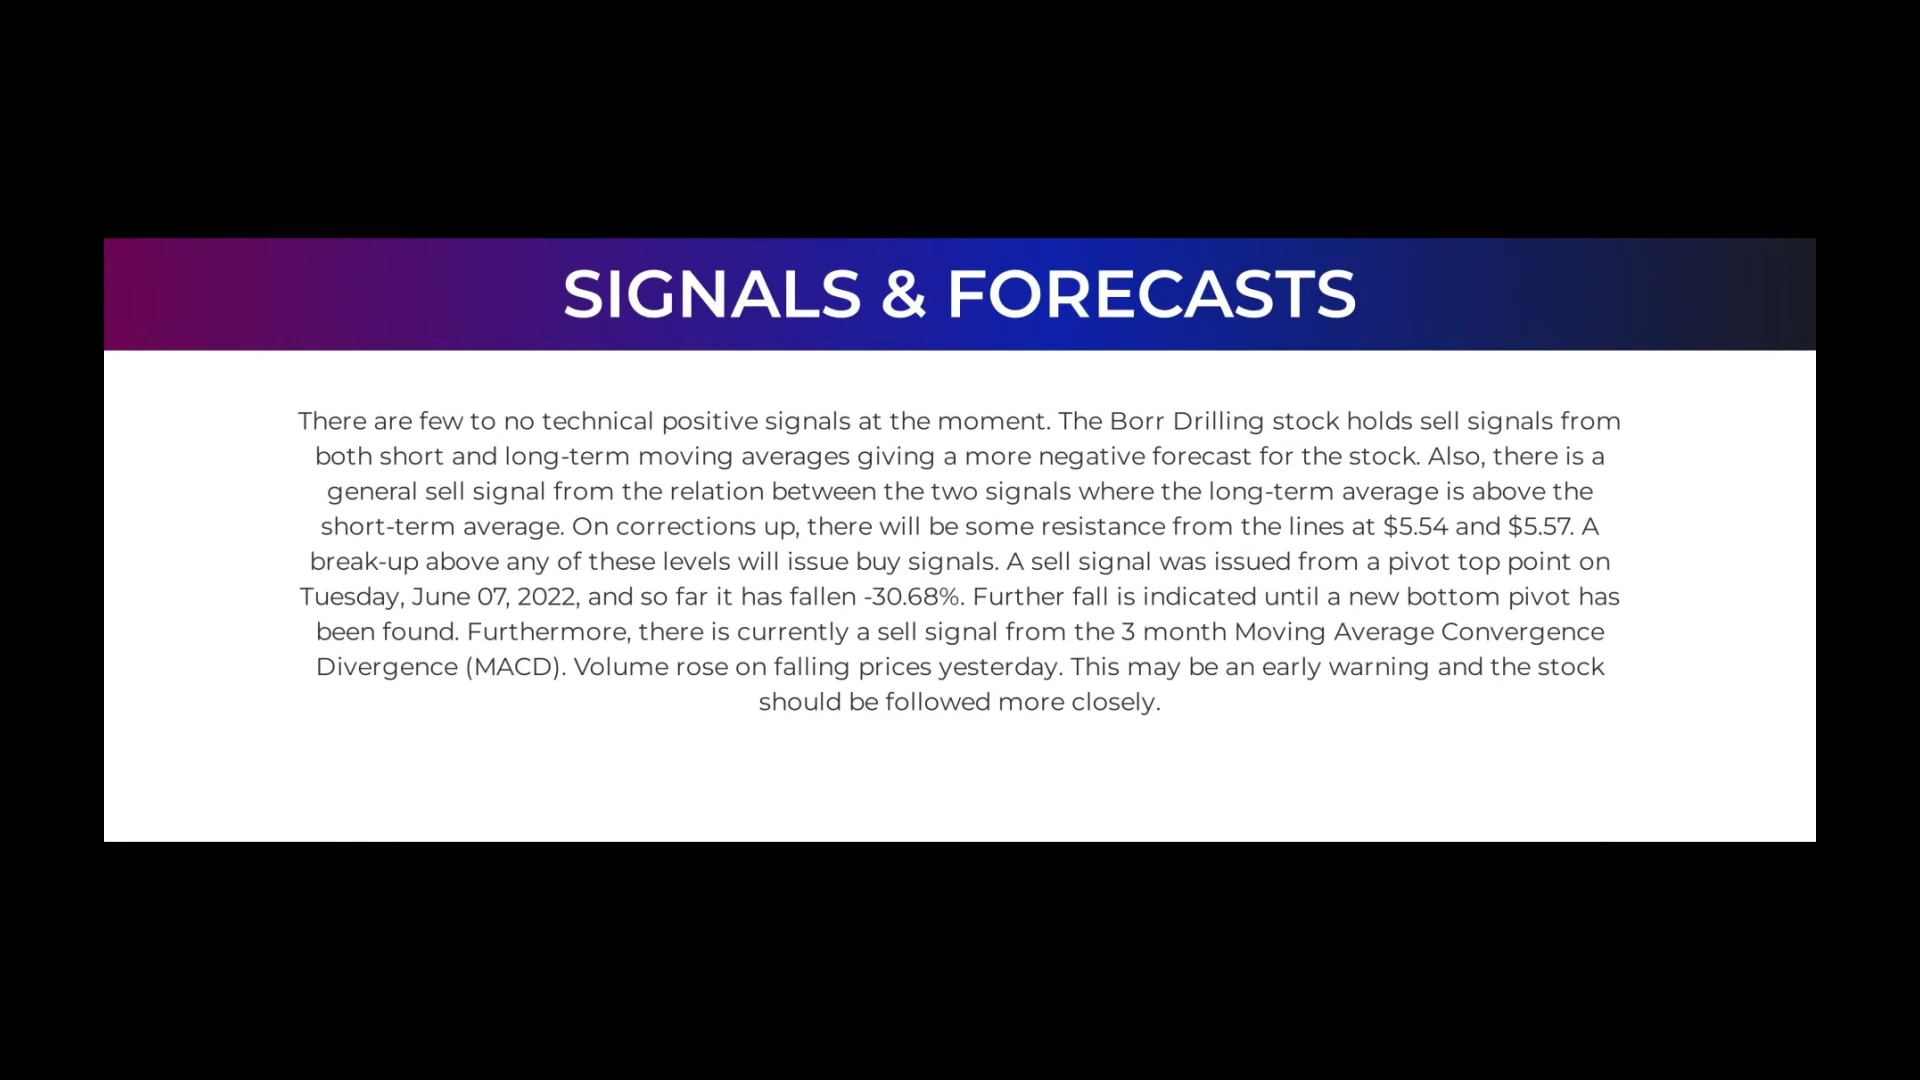 SIGNALS & FORECASTS
There are few to no technical positive signals at the moment. The Borr Drilling stock holds sell signals from
both short and long-term moving averages giving a more negative forecast for the stock. Also, there is a
general sell signal from the relation between the two signals where the long-term average is above the
short-term average. On corrections up, there will be some resistance from the lines at $5.54 and $5.57. A
break-up above any of these levels will issue buy signals. A sell signal was issued from a pivot top point on
Tuesday, June 07, 2022, and so far it has fallen -30.68%. Further fall is indicated until a new bottom pivot has
been found. Furthermore, there is currently a sell signal from the 3 month Moving Average Convergence
Divergence (MACD). Volume rose on falling prices yesterday. This may be an early warning and the stock
should be followed more closely.